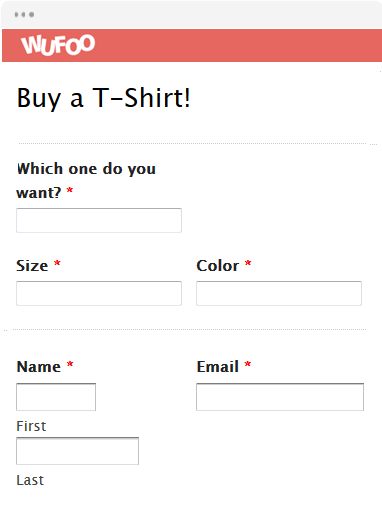 WUFOO
Buy a T-Shirt!
Which one do you
want? *
Size * Color *
Name * Email *
First
Last